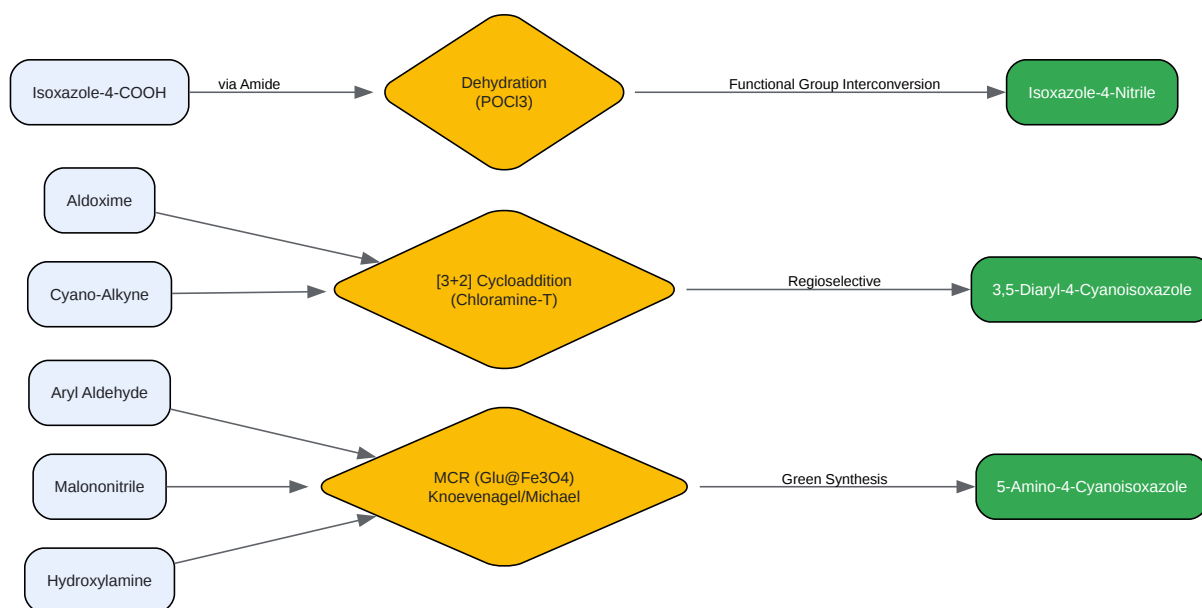 Isoxazole-4-COOH
via Amide
Dehydration
(POCl3)
Functional Group Interconversion
Isoxazole-4-Nitrile
Aldoxime
Cyano-Alkyne
[3+2] Cycloaddition
(Chloramine-T)
Regioselective
3,5-Diaryl-4-Cyanoisoxazole
Aryl Aldehyde
Malononitrile
Hydroxylamine
MCR (Glu@Fe3O4)
Knoevenagel/Michael
Green Synthesis
5-Amino-4-Cyanoisoxazole